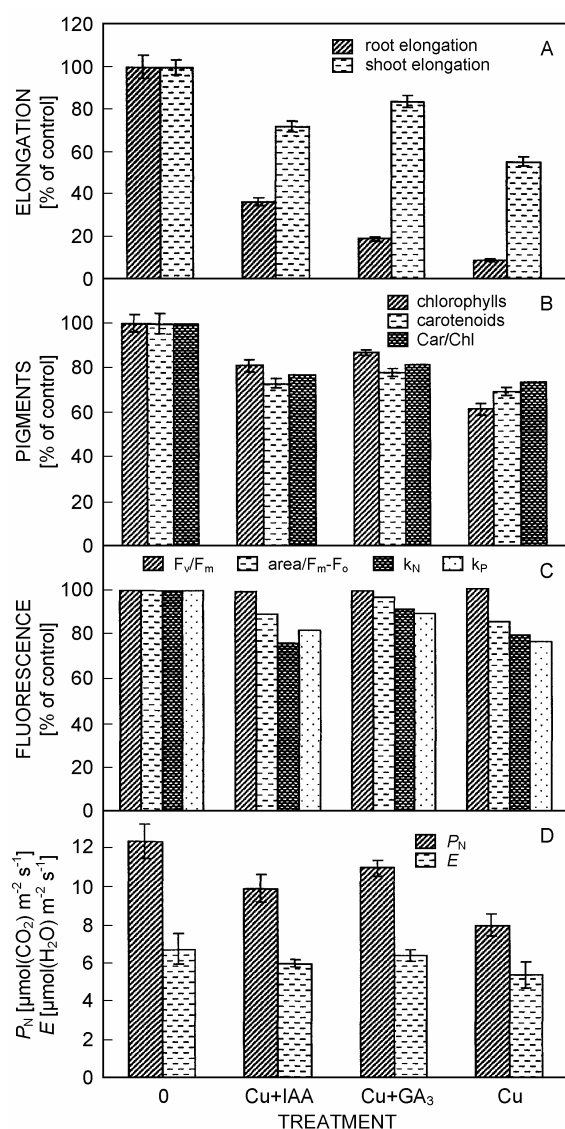 120
root elongation
A
shoot elongation
100
80
60
40
20
0
ELONGATION
[% of control]
chlorophylls
B
carotenoids
Car/Chl
100
80
60
40
20
0
PIGMENTS
[% of control]
Fv/Fm
area/Fm-Fo
kN
kP
C
100
80
60
40
20
0
FLUORESCENCE
[% of control]
PN
D
E
12
10
8
6
4
2
0
PN [µmol(CO2) m-2 s-1]
E [µmol(H2O) m-2 s-1]
0
Cu+IAA
Cu+GA3
Cu
TREATMENT